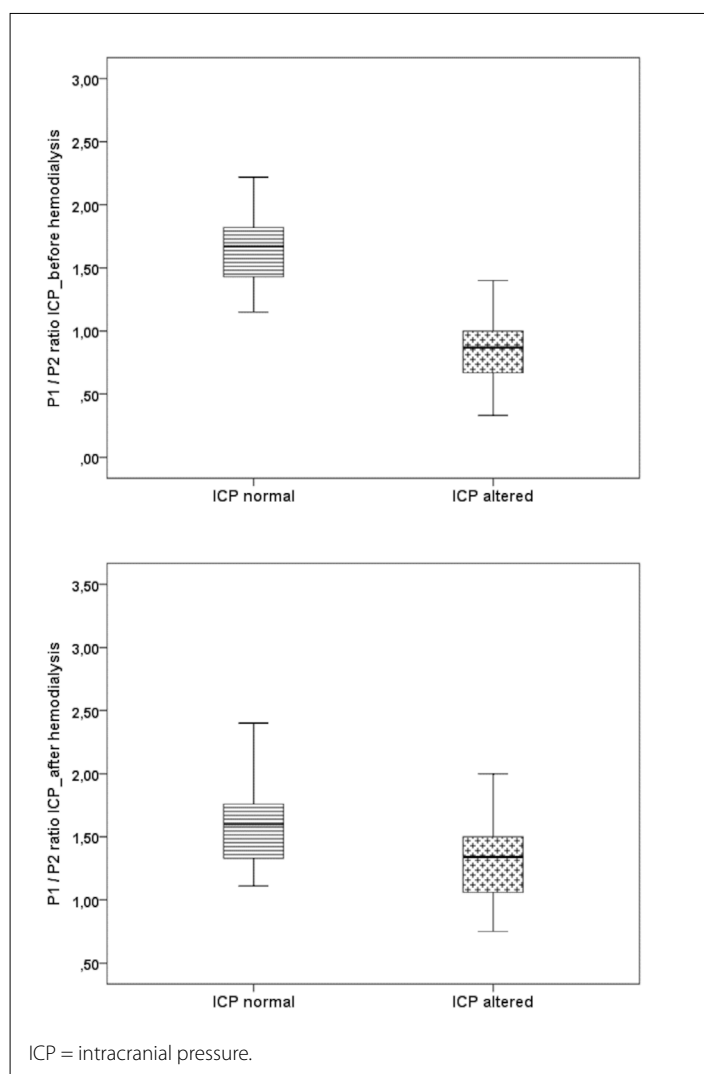 P1 / P2 ratio ICP_before hemodialysis
3,00
2,50
2,00
1,50
1,00
,50
,00
ICP normal
ICP altered
P1 / P2 ratio ICP_after hemodialysis
3,50
3,00
2,50
2,00
1,50
1,00
,50
ICP normal
ICP altered
ICP = intracranial pressure.